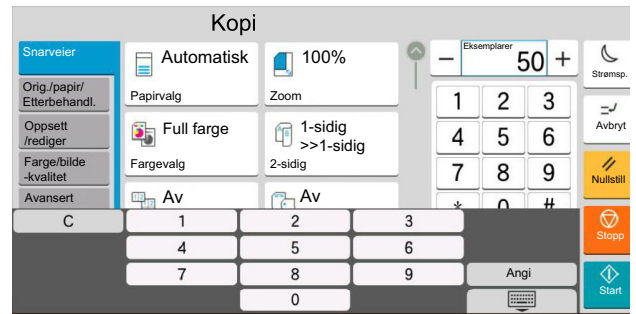 Kopi
Snarveier
Orig./papir/
Etterbehandl.
Oppsett
/rediger
Farge/bilde
-kvalitet
Avansert
Automatisk
Papirvalg
100%
Zoom
Full farge
Fargevalg
1-sidig
>>1-sidig
2-sidig
Av
Av
Eksemplarer
− 50 +
1 2 3
4 5 6
7 8 9
* 0 #
Strømsp.
Avbryt
Nullstill
Stopp
Start
C 1 2 3
4 5 6
7 8 9
0
Angi